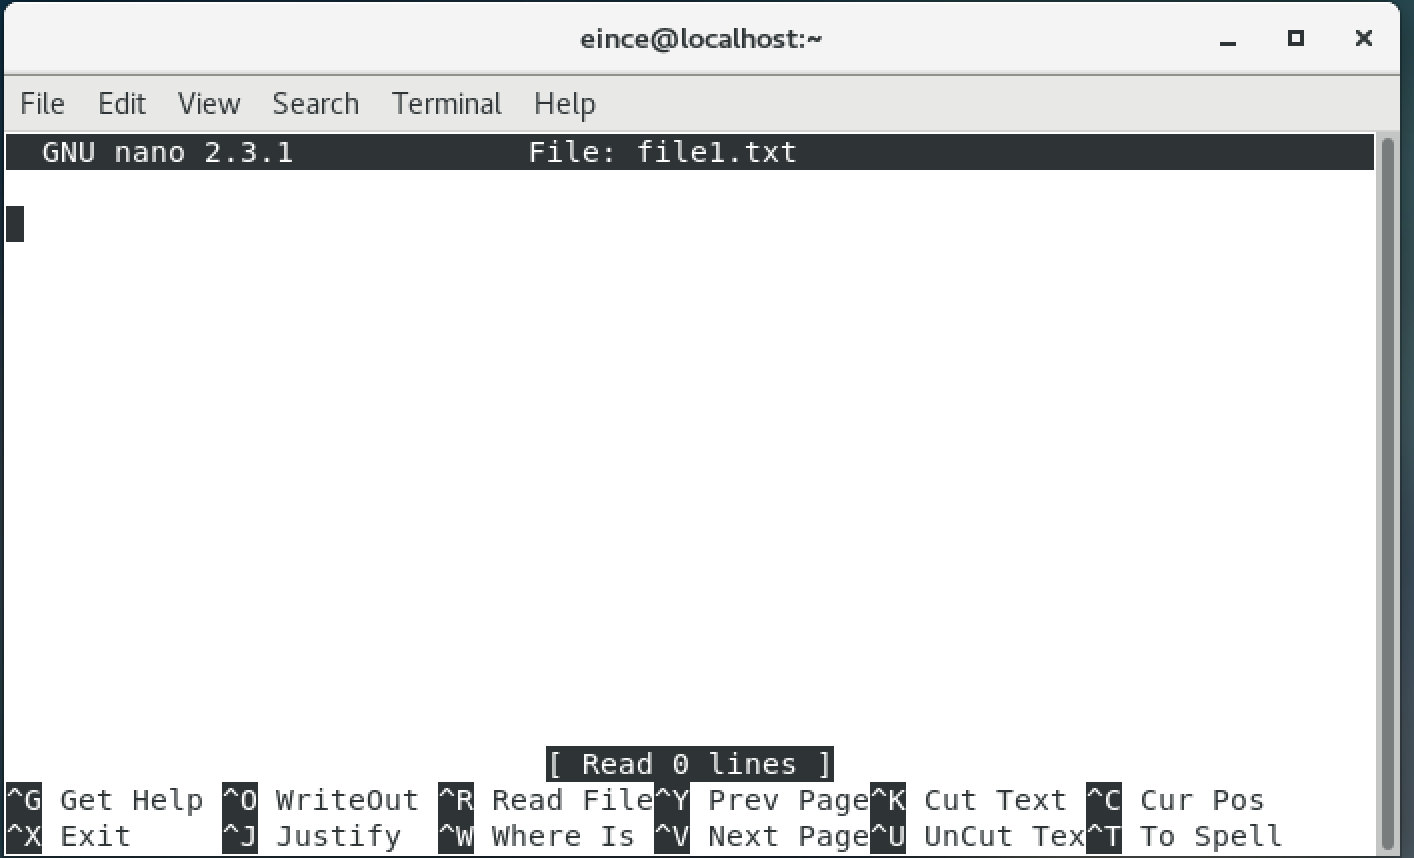 eince@localhost:~
File Edit View Search Terminal Help
GNU nano 2.3.1 File: file1.txt
[ Read 0 lines ]
^G Get Help ^O WriteOut ^R Read File^Y Prev Page^K Cut Text ^C Cur Pos
^X Exit ^J Justify ^W Where Is ^V Next Page^U UnCut Tex^T To Spell